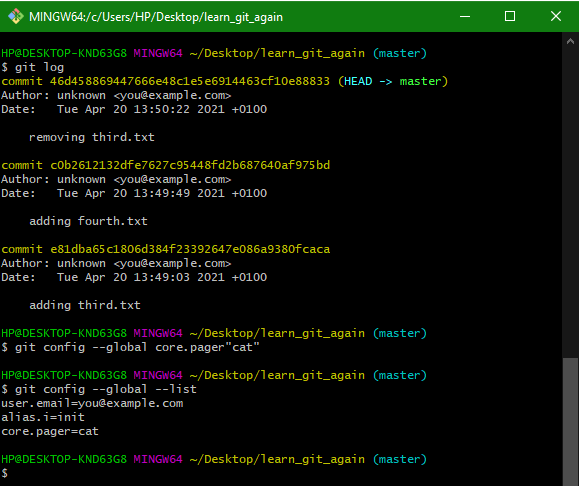 MINGW64:/c/Users/HP/Desktop/learn_git_again
HP@DESKTOP-KND63G8 MINGW64 ~/Desktop/learn_git_again (master)
$ git log
commit 46d458869447666e48c1e5e6914463cf10e88833 (HEAD -> master)
Author: unknown <you@example.com>
Date:   Tue Apr 20 13:50:22 2021 +0100
    removing third.txt
commit c0b2612132dfe7627c95448fd2b687640af975bd
Author: unknown <you@example.com>
Date:   Tue Apr 20 13:49:49 2021 +0100
    adding fourth.txt
commit e81dba65c1806d384f23392647e086a9380fcaca
Author: unknown <you@example.com>
Date:   Tue Apr 20 13:49:03 2021 +0100
    adding third.txt
HP@DESKTOP-KND63G8 MINGW64 ~/Desktop/learn_git_again (master)
$ git config --global core.pager"cat"
HP@DESKTOP-KND63G8 MINGW64 ~/Desktop/learn_git_again (master)
$ git config --global --list
user.email=you@example.com
alias.i=init
core.pager=cat
HP@DESKTOP-KND63G8 MINGW64 ~/Desktop/learn_git_again (master)
$